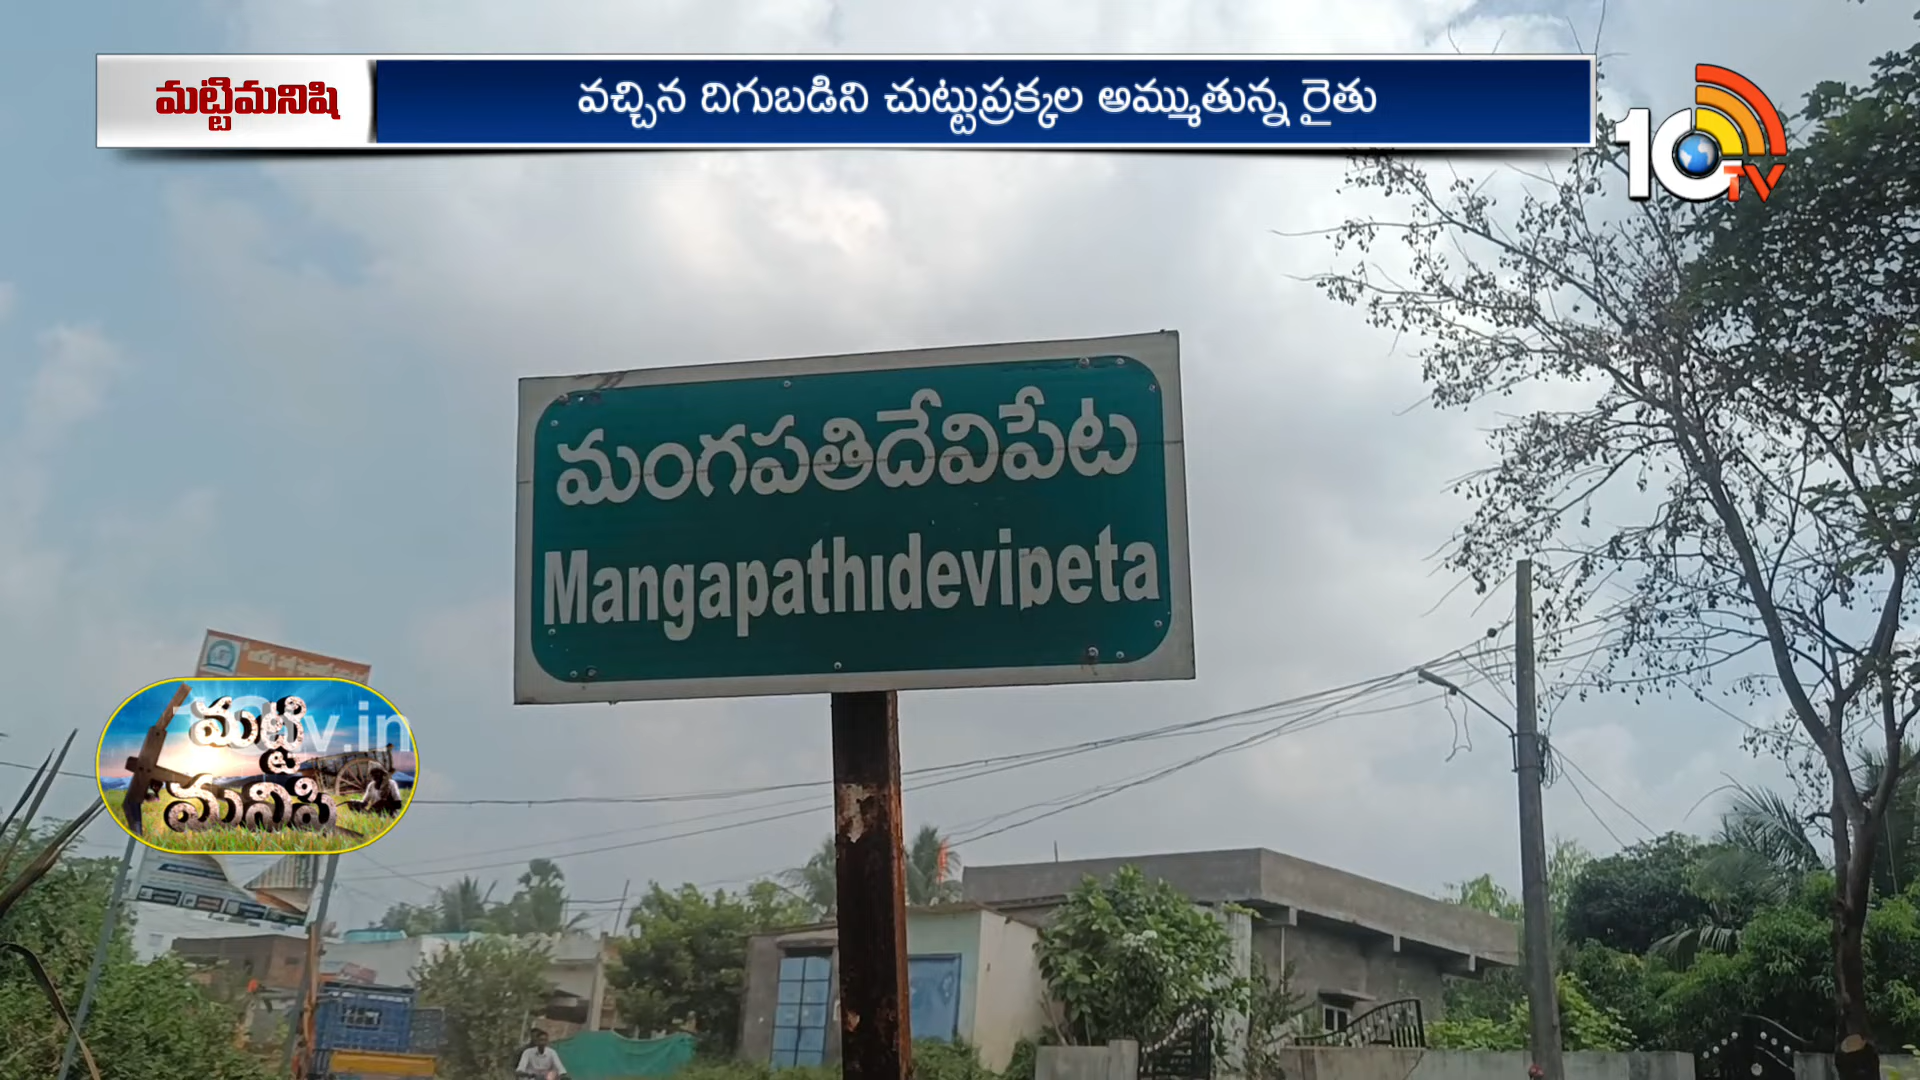 మట్టిమనిషి
వచ్చిన దిగుబడిని చుట్టుప్రక్కల అమ్ముతున్న రైతు
10TV
మంగపతిదేవిపేట
Mangapathidevipeta
మట్టి
మనిషి